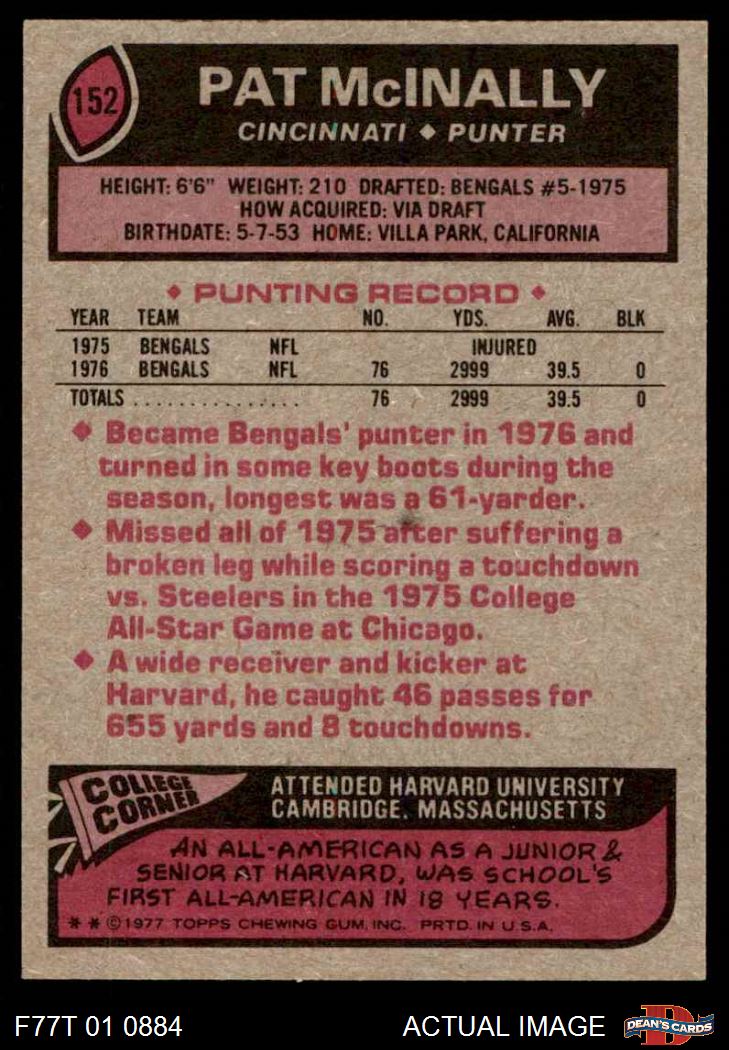 152
PAT McINALLY
CINCINNATI ◆ PUNTER
HEIGHT: 6'6" WEIGHT: 210 DRAFTED: BENGALS #5-1975
HOW ACQUIRED: VIA DRAFT
BIRTHDATE: 5-7-53 HOME: VILLA PARK, CALIFORNIA
◆ PUNTING RECORD ◆
YEAR TEAM NO. YDS. AVG. BLK
1975 BENGALS NFL INJURED
1976 BENGALS NFL 76 2999 39.5 0
TOTALS ................ 76 2999 39.5 0
◆ Became Bengals' punter in 1976 and
turned in some key boots during the
season, longest was a 61-yarder.
◆ Missed all of 1975 after suffering a
broken leg while scoring a touchdown
vs. Steelers in the 1975 College
All-Star Game at Chicago.
◆ A wide receiver and kicker at
Harvard, he caught 46 passes for
655 yards and 8 touchdowns.
COLLEGE
CORNER
ATTENDED HARVARD UNIVERSITY
CAMBRIDGE, MASSACHUSETTS
AN ALL-AMERICAN AS A JUNIOR &
SENIOR AT HARVARD, WAS SCHOOL'S
FIRST ALL-AMERICAN IN 18 YEARS.
* * ©1977 TOPPS CHEWING GUM, INC. PRTD. IN U.S.A.
F77T 01 0884
ACTUAL IMAGE
D
DEAN'S CARDS